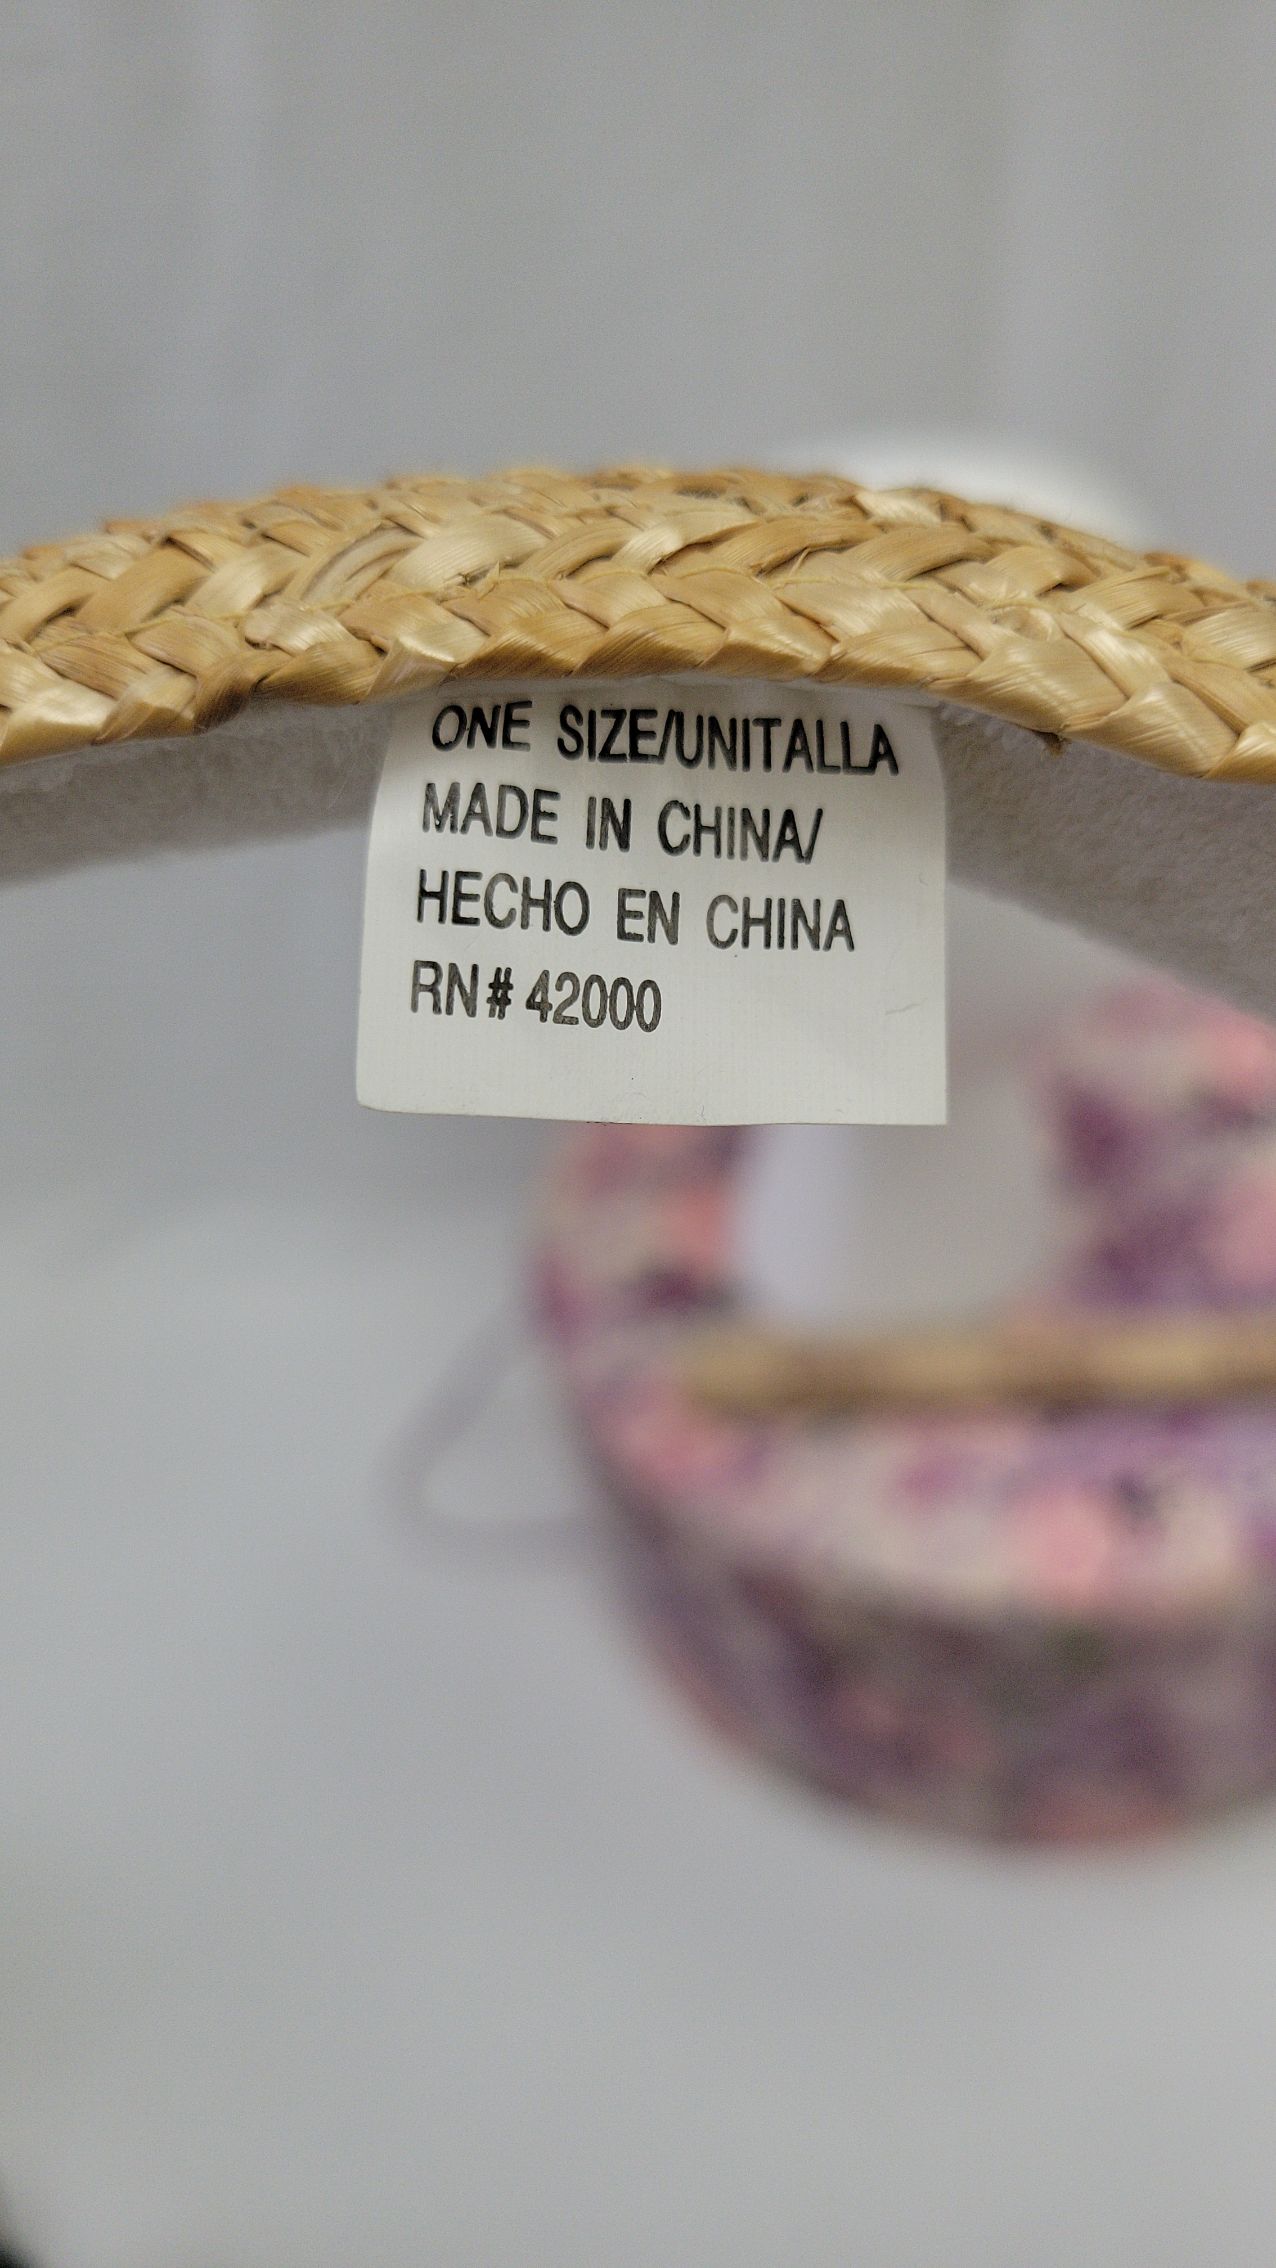 ONE SIZE/UNITALLA
MADE IN CHINA/
HECHO EN CHINA
RN# 42000